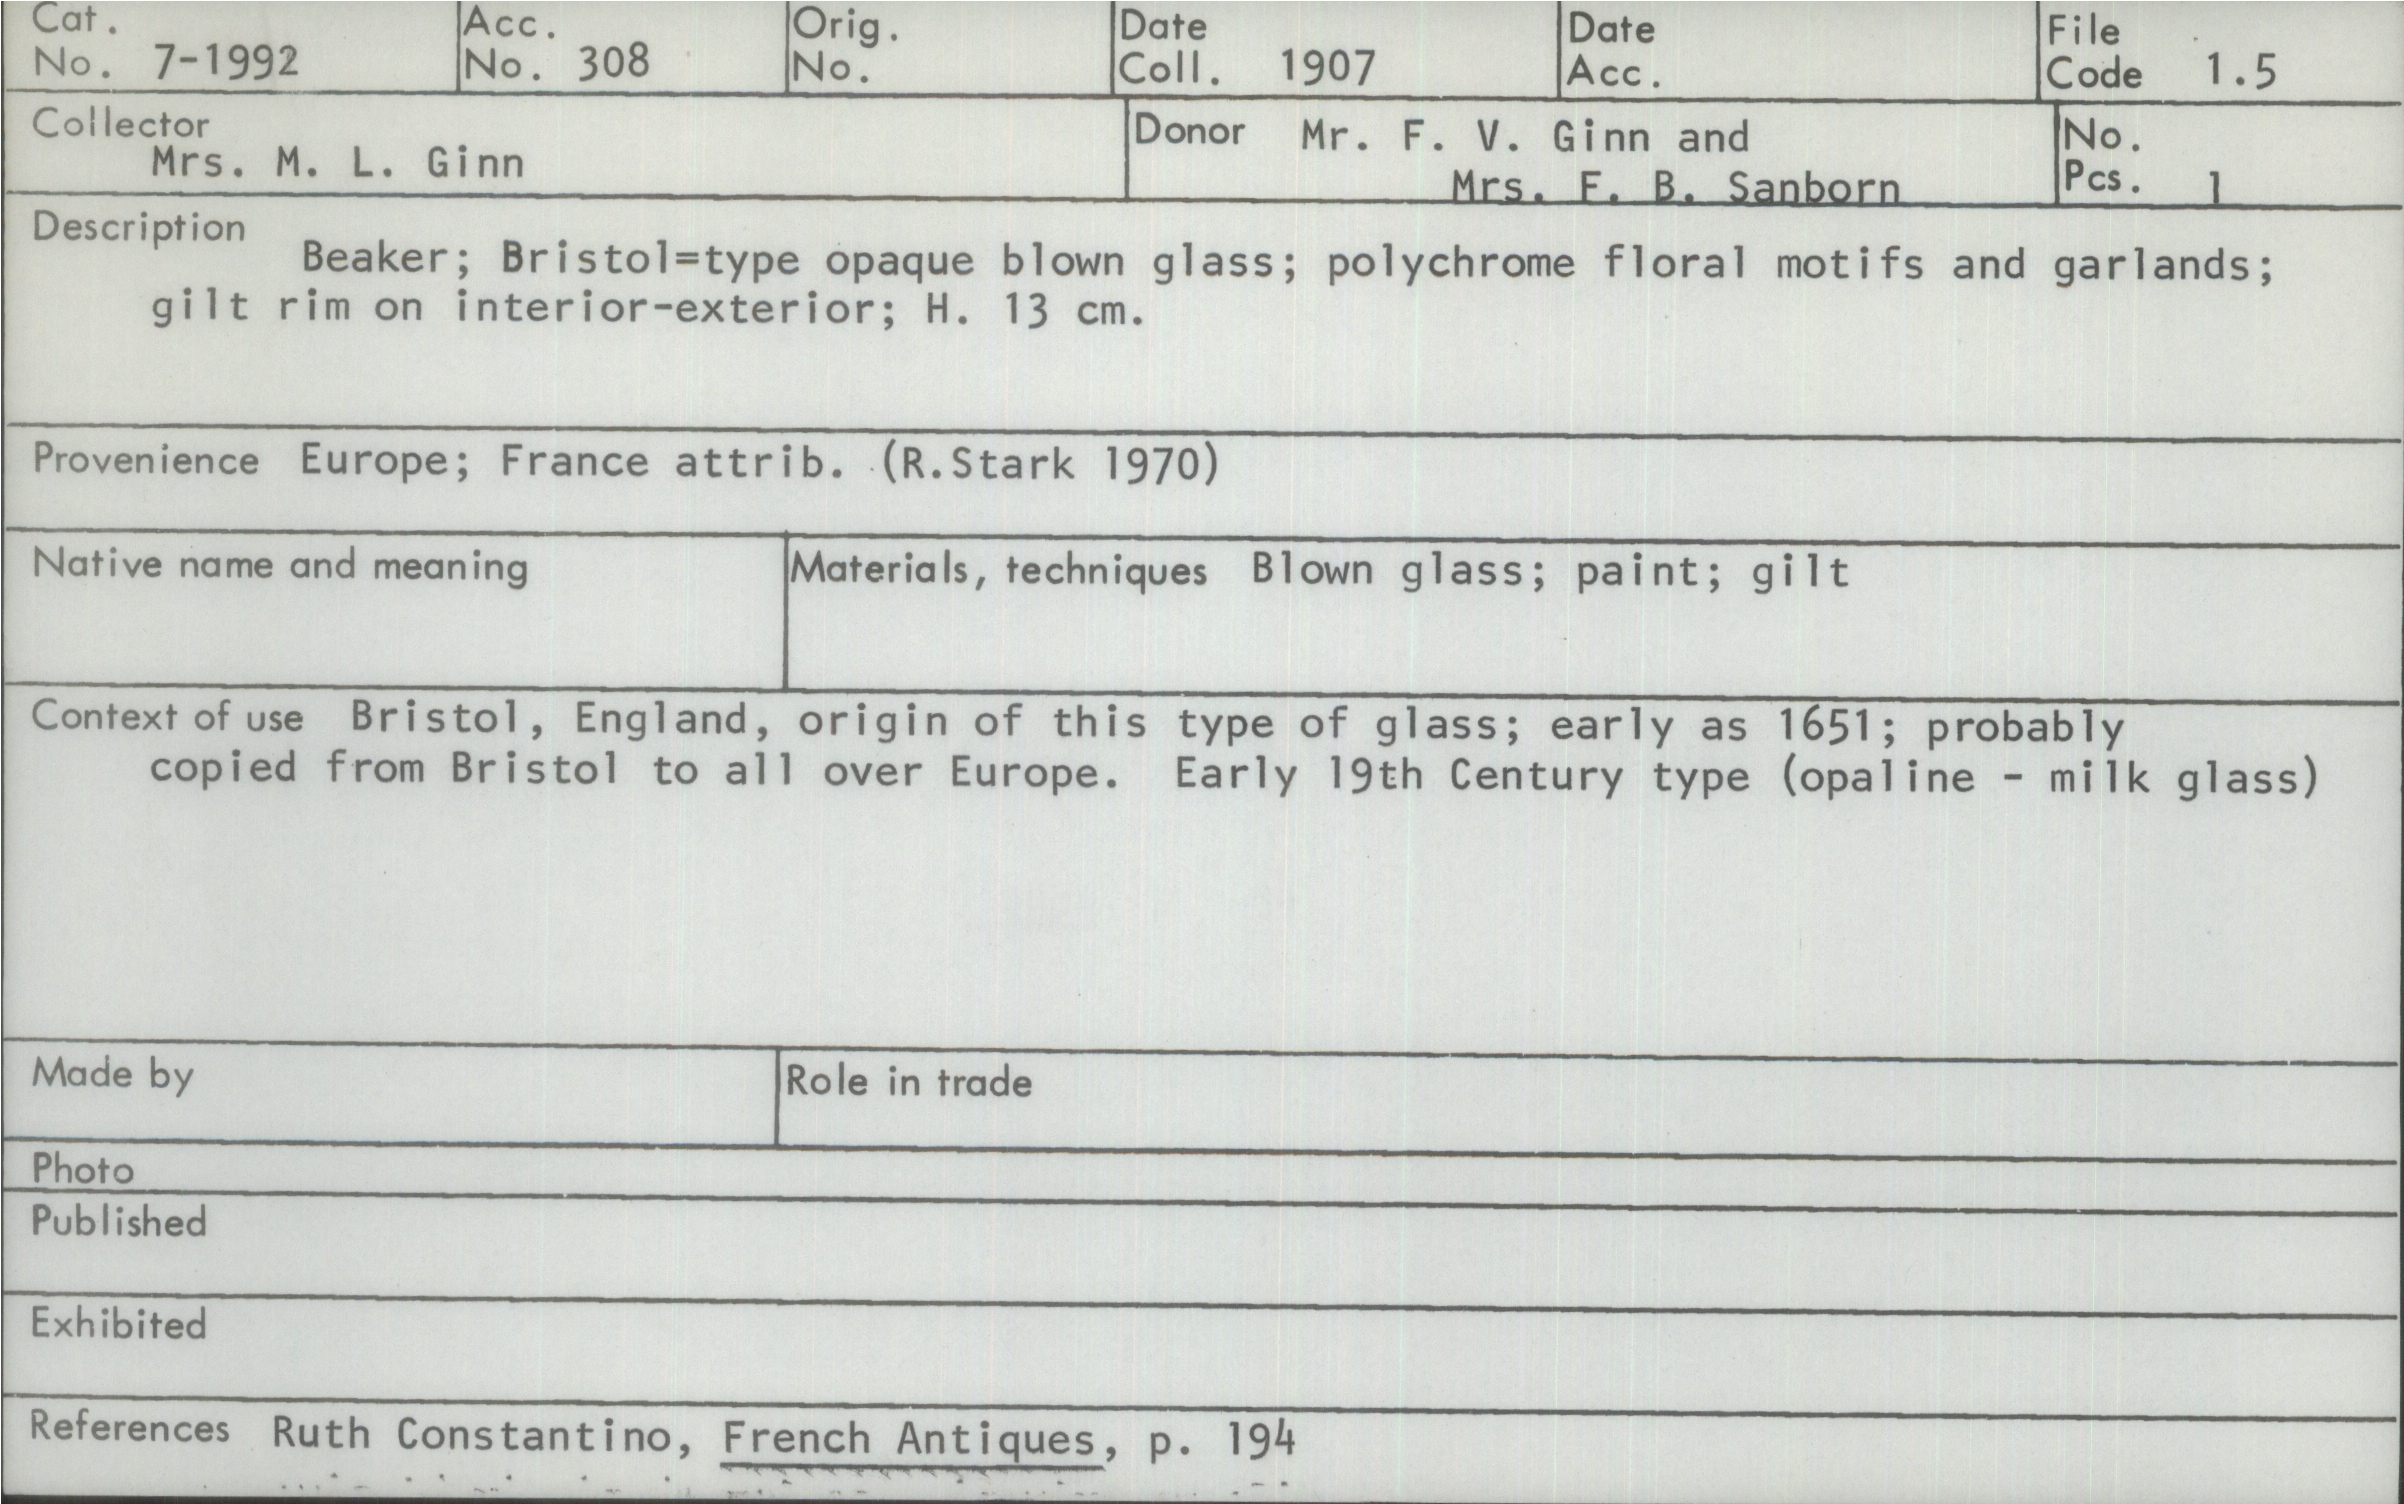 Cat. No. 7-1992
Acc. No. 308
Orig. No.
Date Coll. 1907
Date Acc.
File Code 1.5
Collector
Mrs. M. L. Ginn
Donor Mr. F. V. Ginn and
Mrs. F. B. Sanborn
No. Pcs. 1
Description
Beaker; Bristol=type opaque blown glass; polychrome floral motifs and garlands;
gilt rim on interior-exterior; H. 13 cm.
Provenience Europe; France attrib. (R.Stark 1970)
Native name and meaning
Materials, techniques Blown glass; paint; gilt
Context of use Bristol, England, origin of this type of glass; early as 1651; probably
copied from Bristol to all over Europe. Early 19th Century type (opaline - milk glass)
Made by
Role in trade
Photo
Published
Exhibited
References Ruth Constantino, French Antiques, p. 194